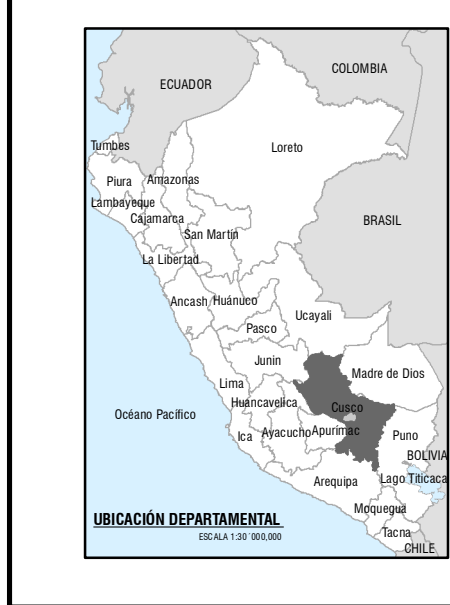 COLOMBIA
ECUADOR
Tumbes
Loreto
Piura
Amazonas
Lambayeque
Cajamarca
BRASIL
San Martin
La Libertad
Ancash
Huánuco
Ucayali
Pasco
Junin
Madre de Dios
Lima
Huancavelica
Cusco
Océano Pacífico
Ica
Ayacucho
Apurimac
Puno
BOLIVIA
Arequipa
Lago Titicaca
Moquegua
UBICACIÓN DEPARTAMENTAL
Tacna
ESCALA 1:30´000,000
CHILE